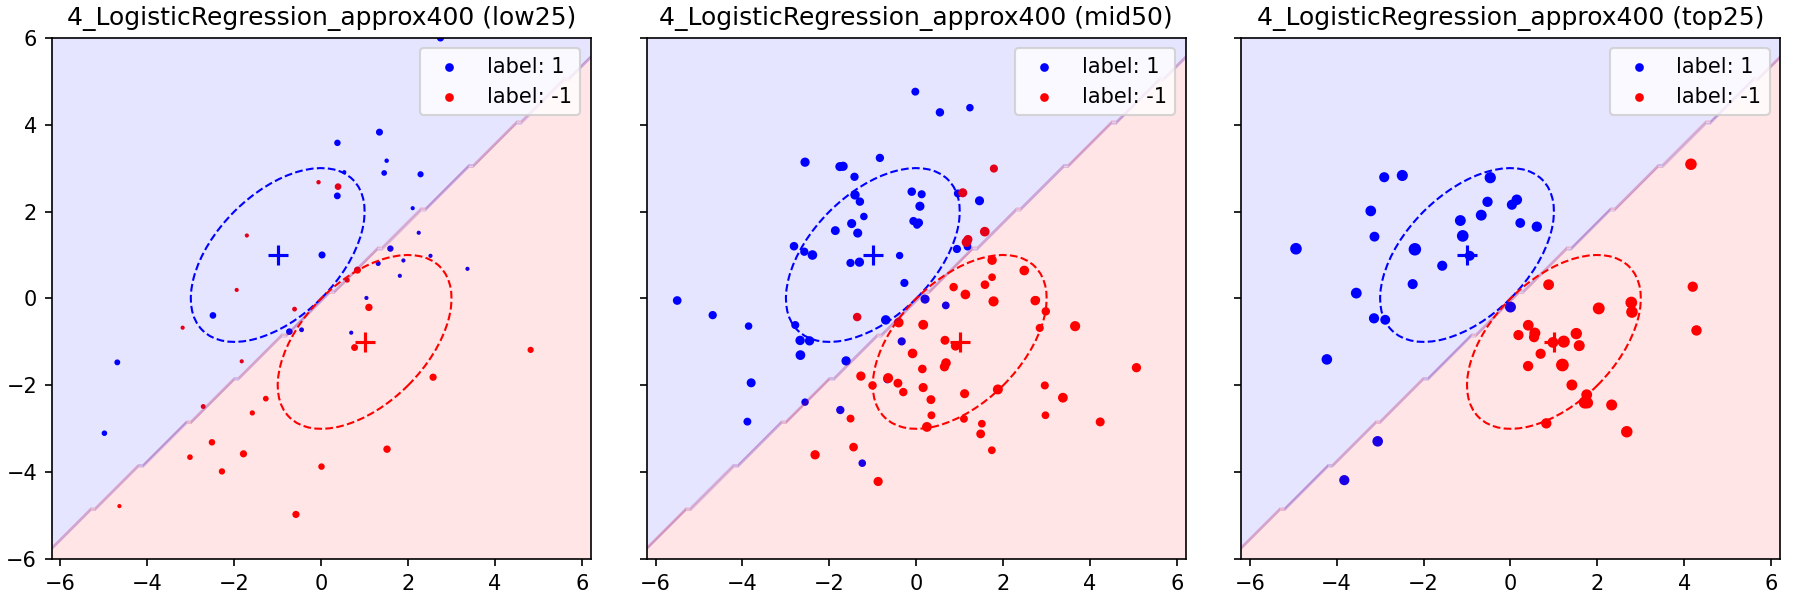 4_LogisticRegression_approx400 (low25)
4_LogisticRegression_approx400 (mid50)
4_LogisticRegression_approx400 (top25)
label: 1
label: -1
label: 1
label: -1
label: 1
label: -1
6
4
2
0
−2
−4
−6
−6 −4 −2 0 2 4 6
−6 −4 −2 0 2 4 6
−6 −4 −2 0 2 4 6